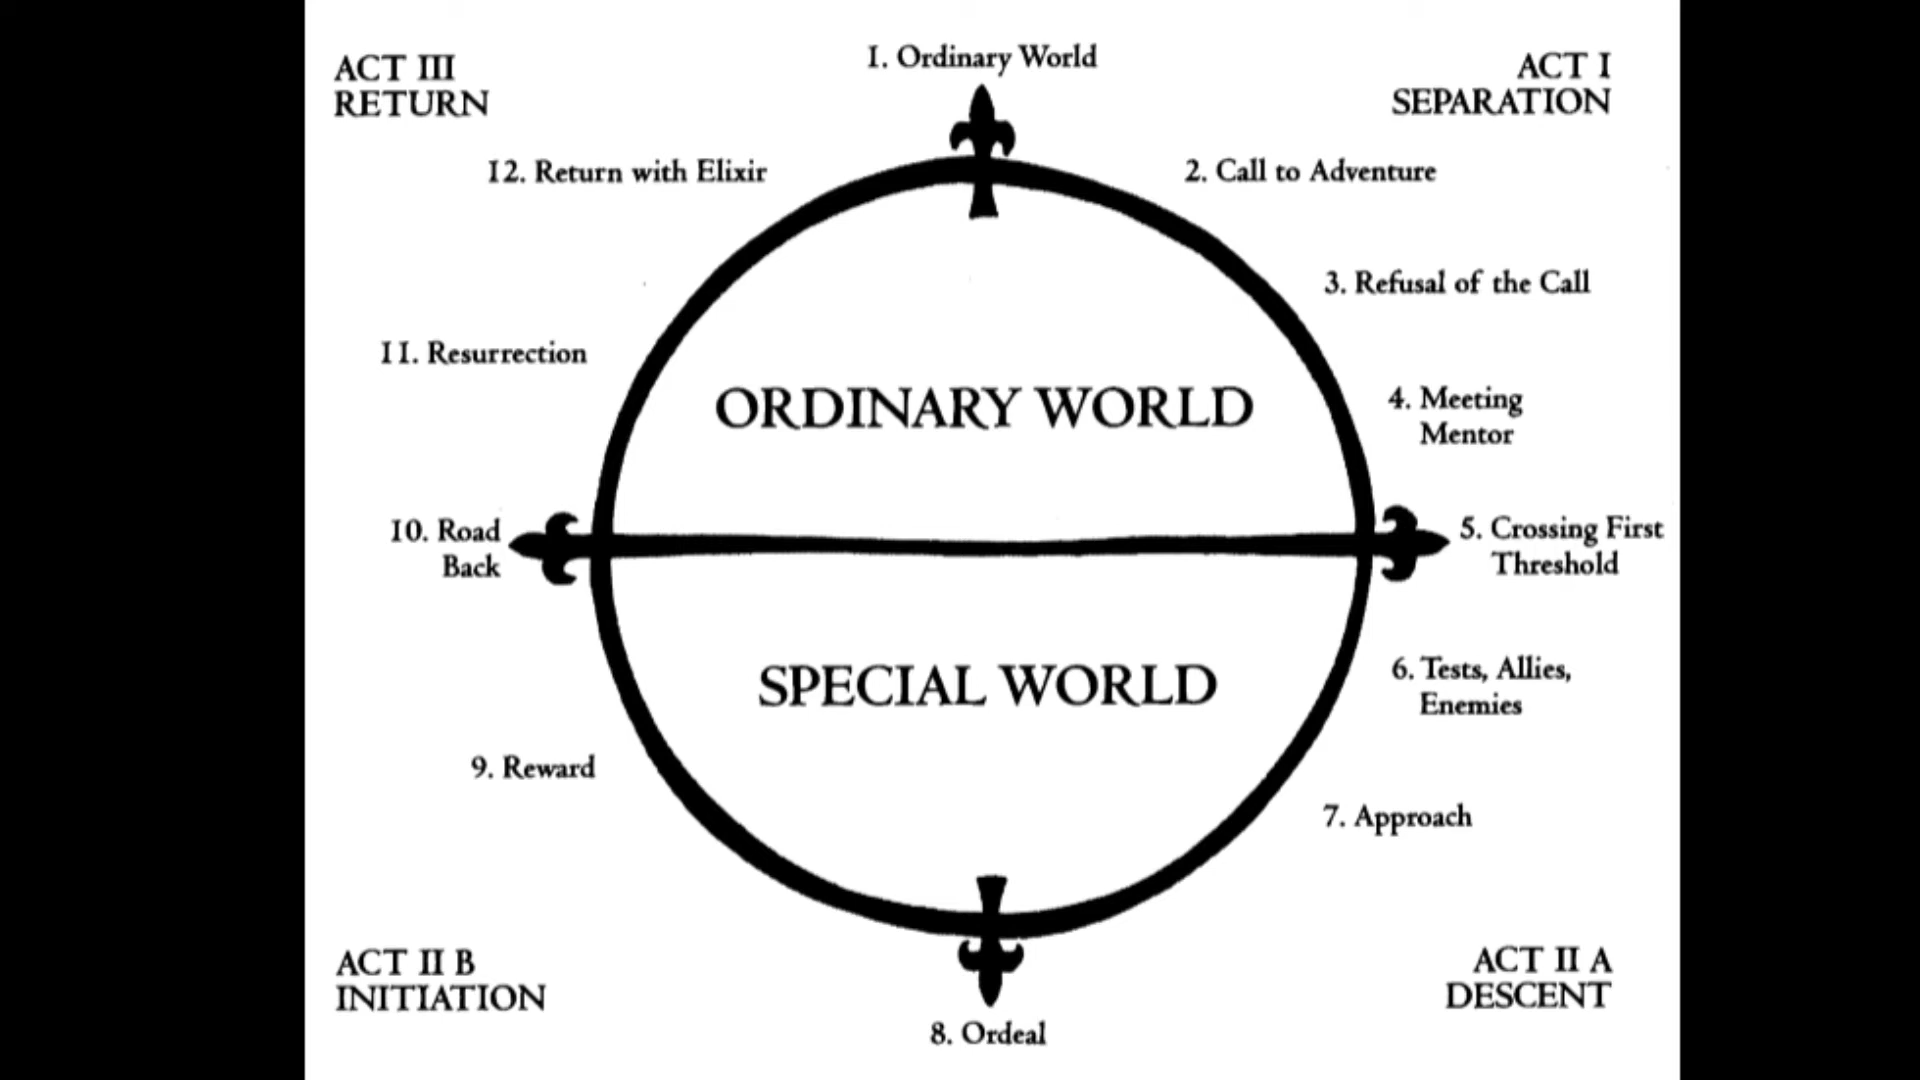 1. Ordinary World
ACT III
RETURN
ACT I
SEPARATION
12. Return with Elixir
2. Call to Adventure
3. Refusal of the Call
11. Resurrection
4. Meeting
Mentor
ORDINARY WORLD
10. Road
Back
5. Crossing First
Threshold
6. Tests, Allies,
Enemies
SPECIAL WORLD
9. Reward
7. Approach
ACT II B
INITIATION
ACT II A
DESCENT
8. Ordeal